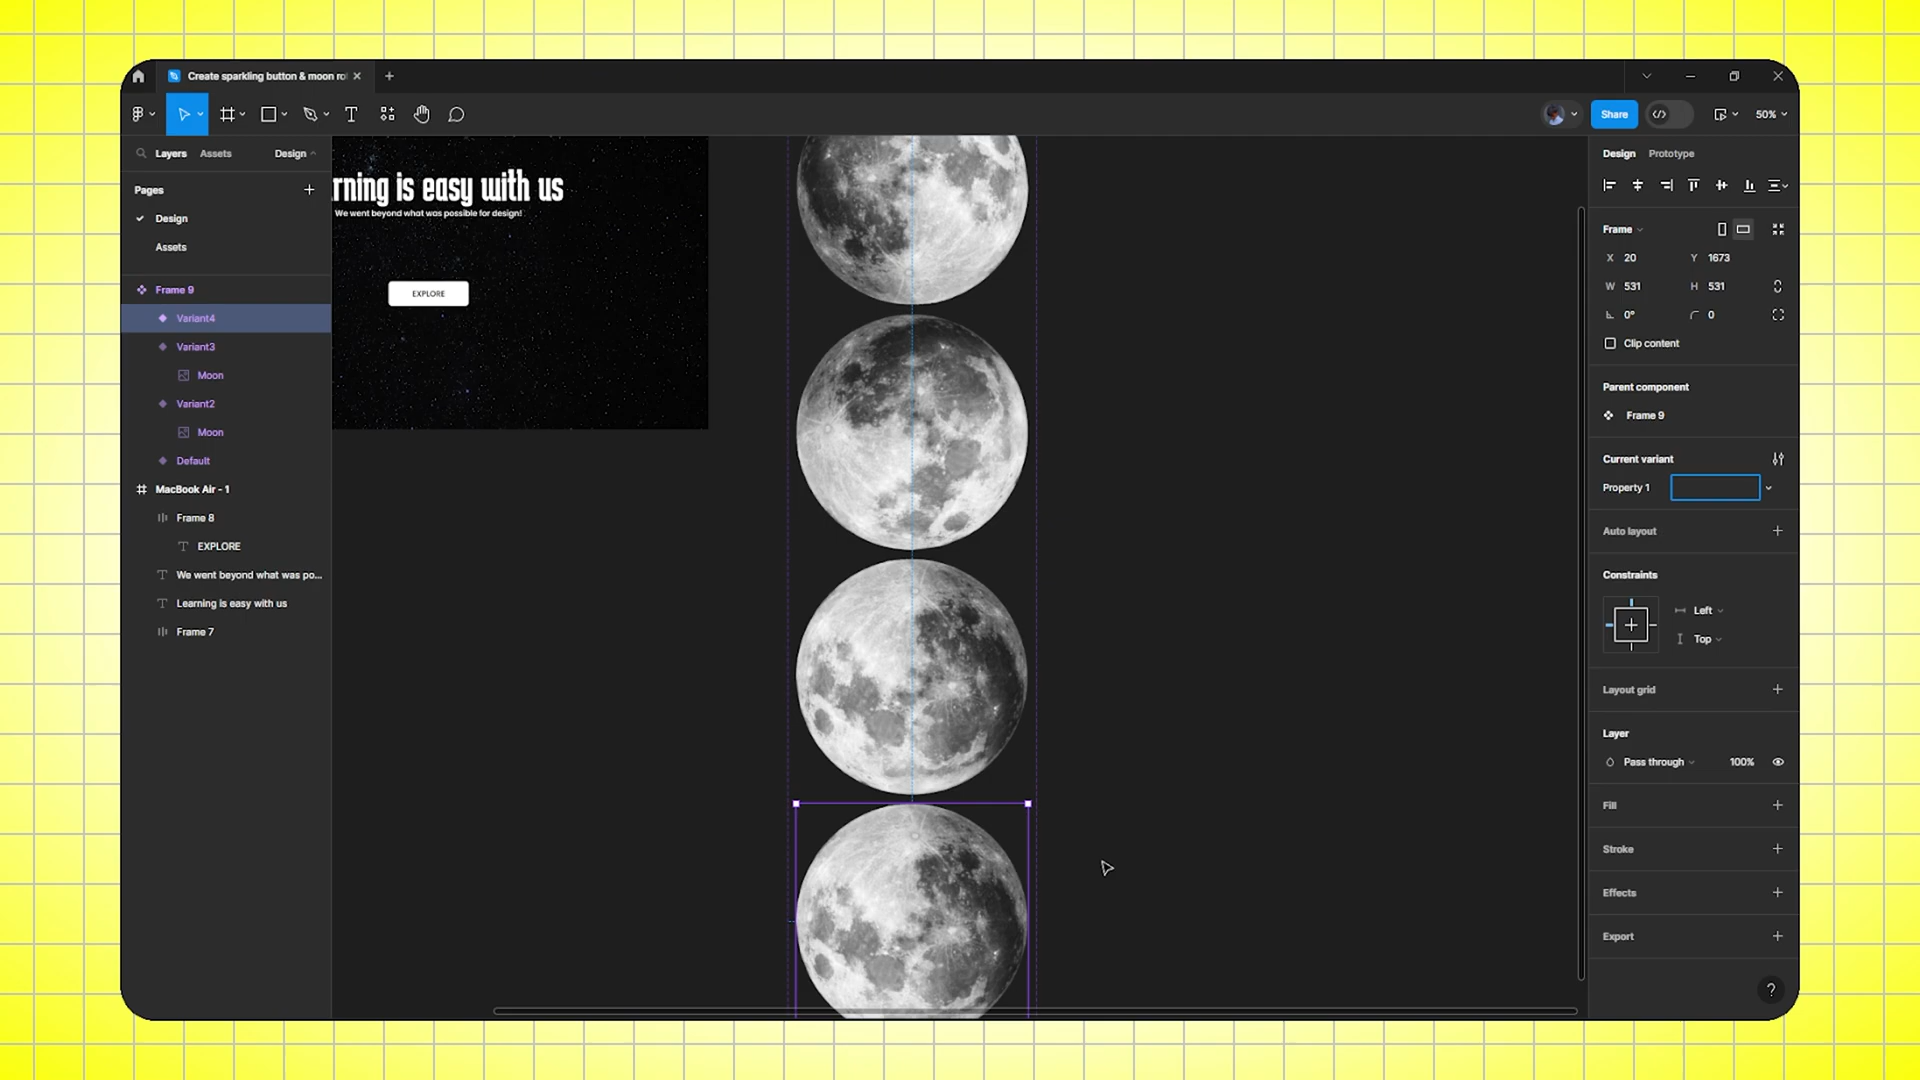 Create sparkling button & moon ro
Share
50%
Layers
Assets
Design
Pages
Design
Assets
Frame 9
Variant4
Variant3
Moon
Variant2
Moon
Default
MacBook Air - 1
Frame 8
EXPLORE
We went beyond what was po...
Learning is easy with us
Frame 7
rning is easy with us
We went beyond what was possible for design!
EXPLORE
Design
Prototype
Frame
X 20
Y 1673
W 531
H 531
0°
0
Clip content
Parent component
Frame 9
Current variant
Property 1
Auto layout
Constraints
Left
Top
Layout grid
Layer
Pass through
100%
Fill
Stroke
Effects
Export
?